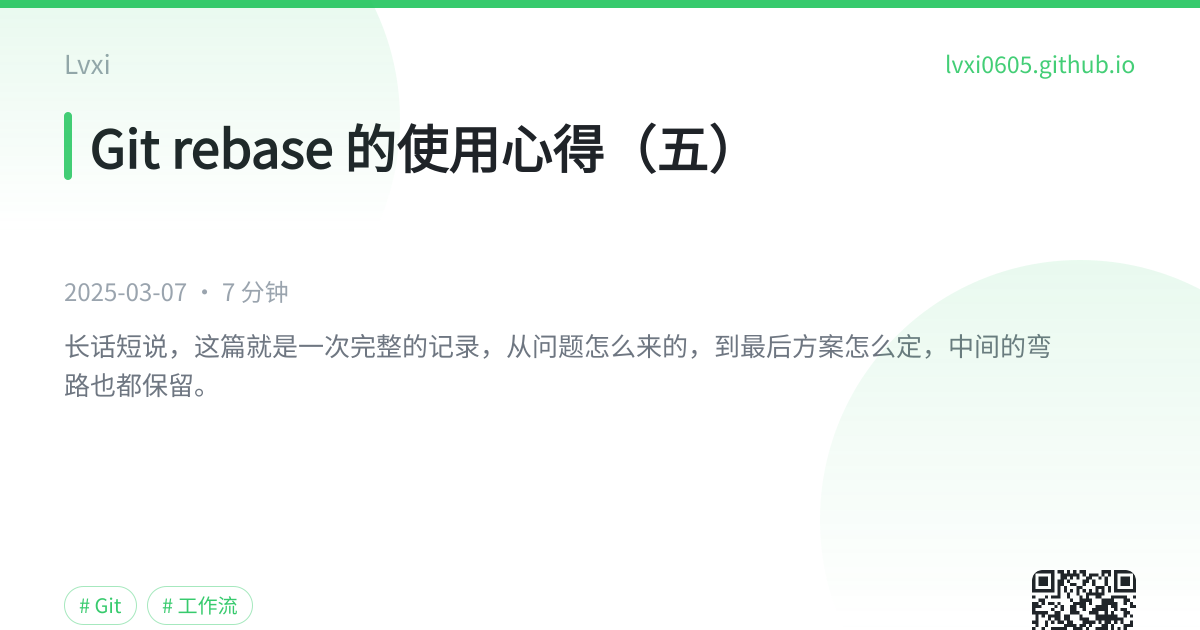 Lvxi
lvxi0605.github.io
Git rebase 的使用心得（五）
2025-03-07 · 7 分钟
长话短说，这篇就是一次完整的记录，从问题怎么来的，到最后方案怎么定，中间的弯
路也都保留。
# Git
# 工作流